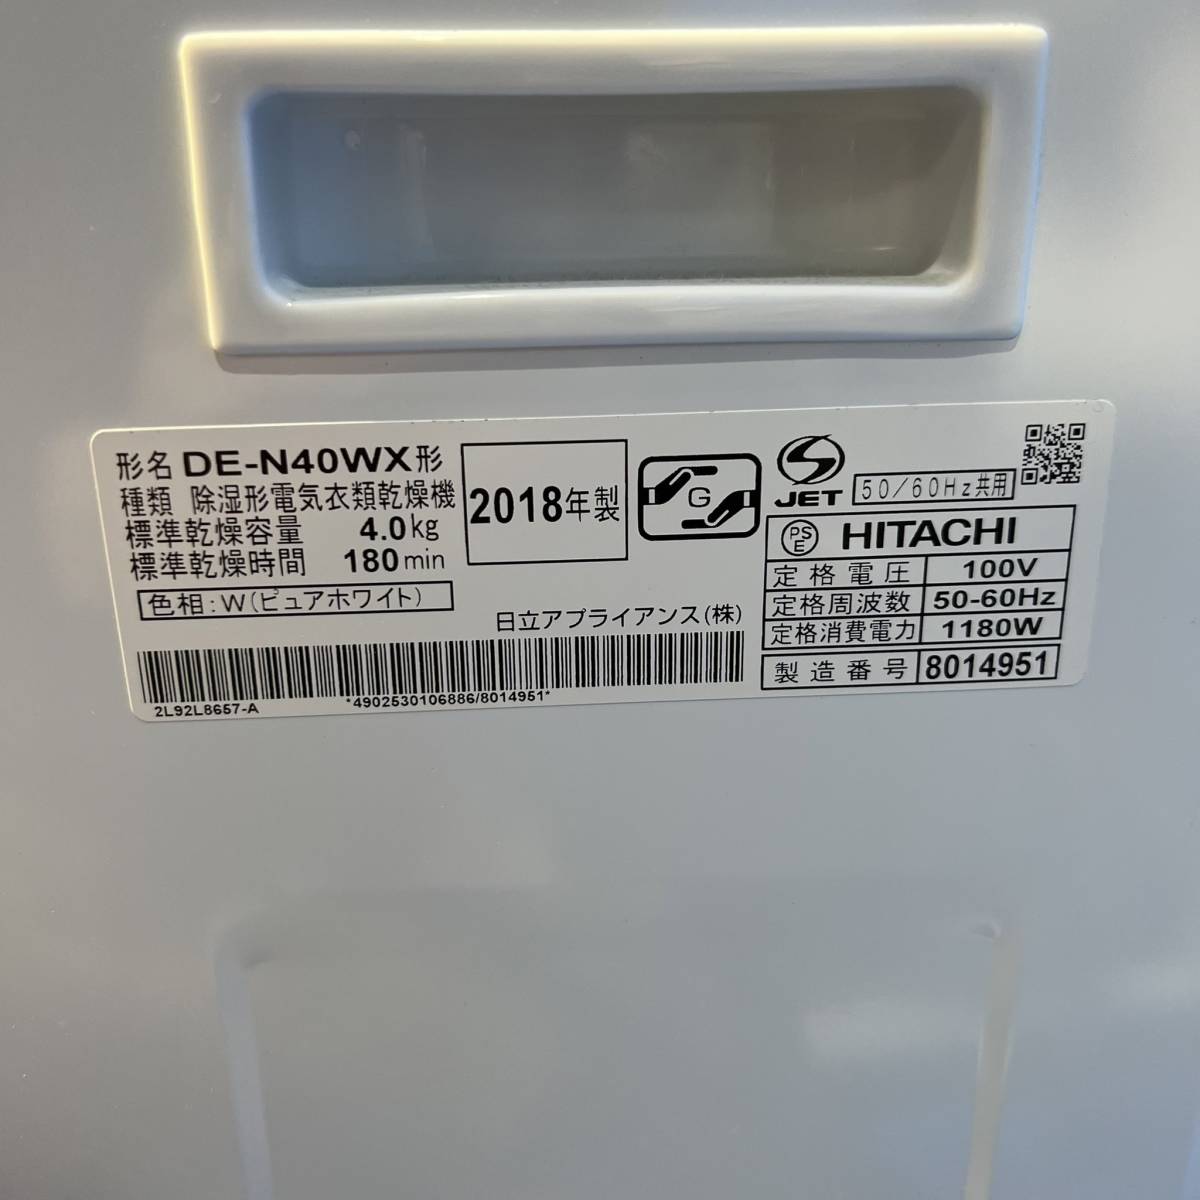 形名 DE-N40WX形
種類 除湿形電気衣類乾燥機
標準乾燥容量 4.0kg
標準乾燥時間 180min
色相:W(ピュアホワイト)
2018年製
G
JET
50/60Hz共用
PS
E
HITACHI
定格電圧 100V
定格周波数 50-60Hz
定格消費電力 1180W
製造番号 8014951
日立アプライアンス(株)
2L92L8657-A
*4902530106886/8014951*